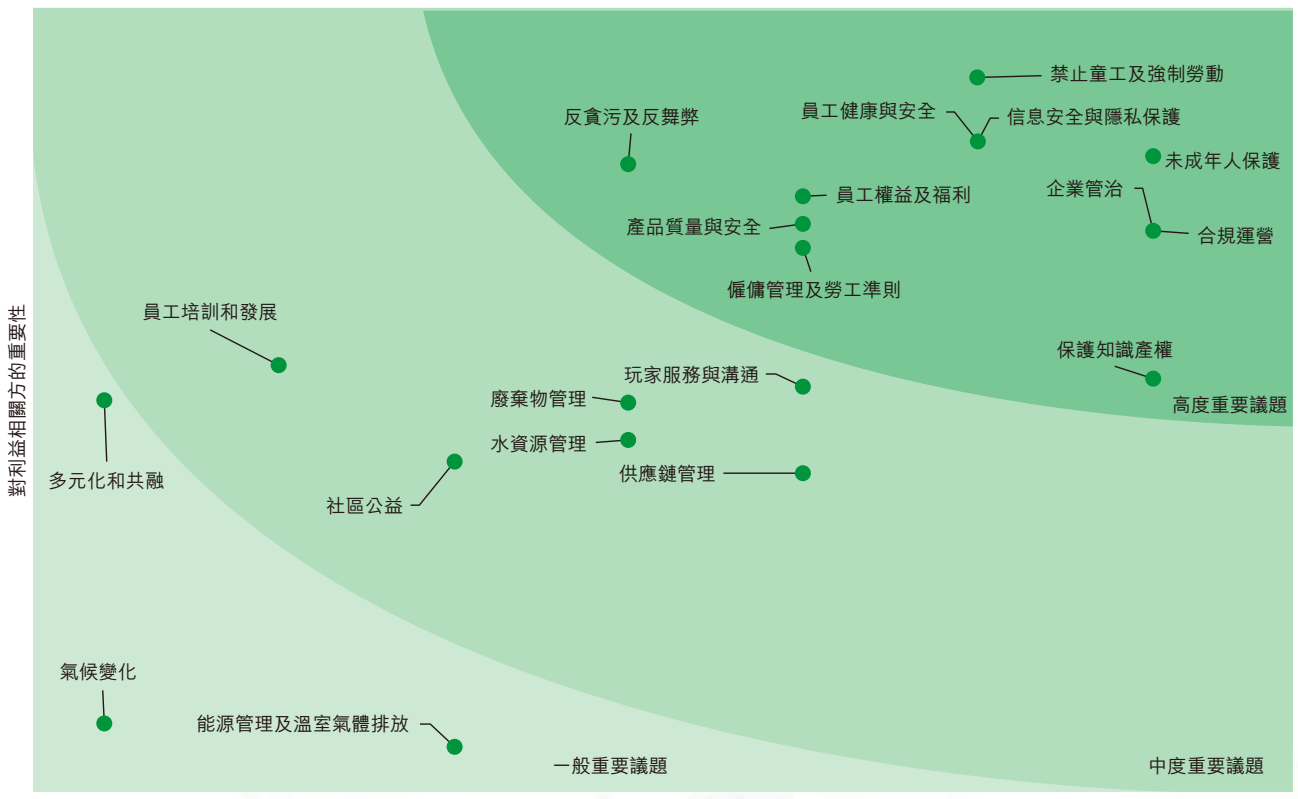 禁止童工及強制勞動
員工健康與安全
信息安全與隱私保護
反貪污及反舞弊
未成年人保護
企業管治
員工權益及福利
產品質量與安全
合規運營
僱傭管理及勞工準則
員工培訓和發展
保護知識產權
玩家服務與溝通
廢棄物管理
高度重要議題
水資源管理
供應鏈管理
多元化和共融
社區公益
對利益相關方的重要性
氣候變化
能源管理及溫室氣體排放
一般重要議題
中度重要議題